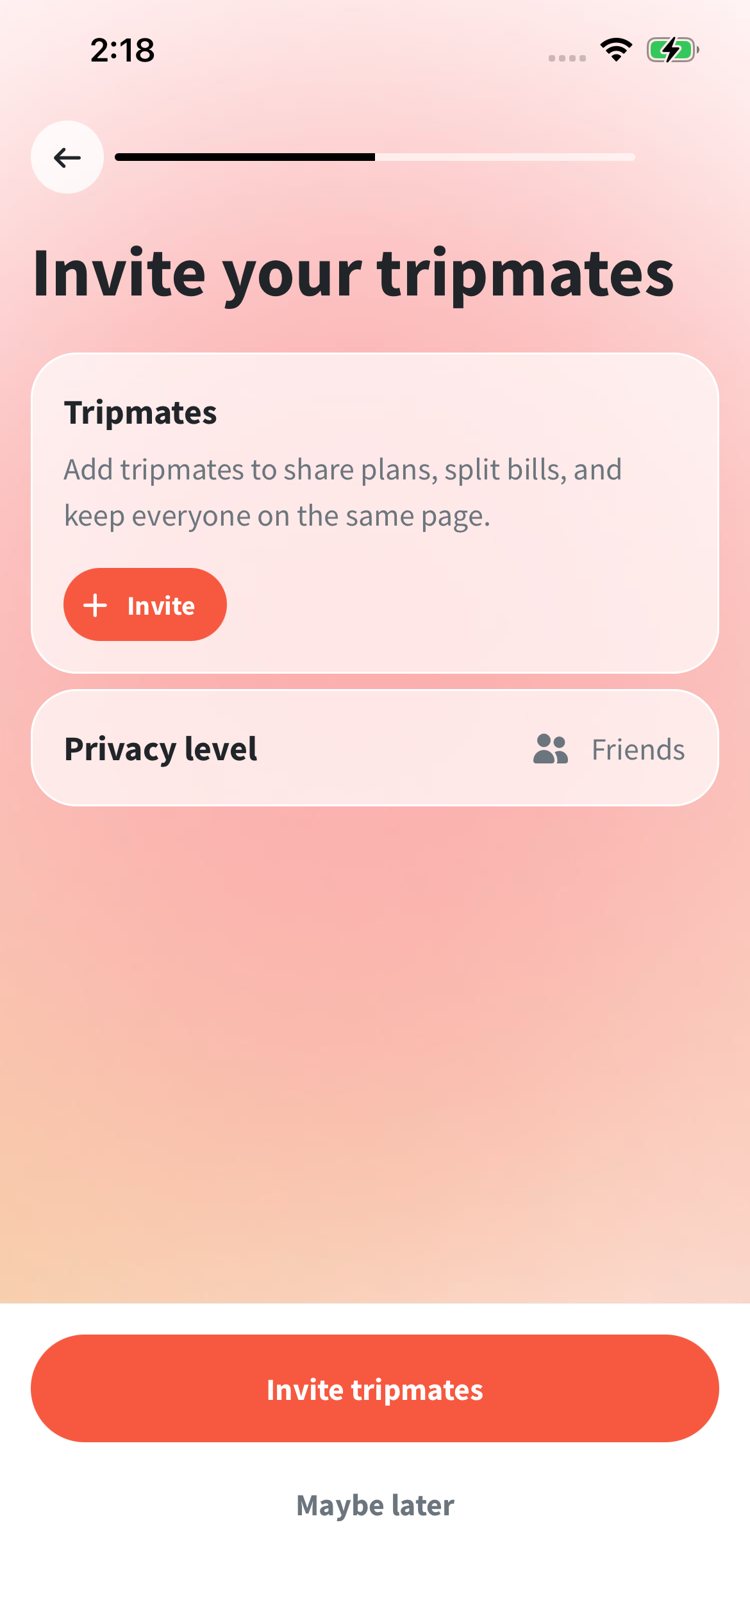 2:18
Invite your tripmates
Tripmates
Add tripmates to share plans, split bills, and
keep everyone on the same page.
Invite
Privacy level
Friends
Invite tripmates
Maybe later